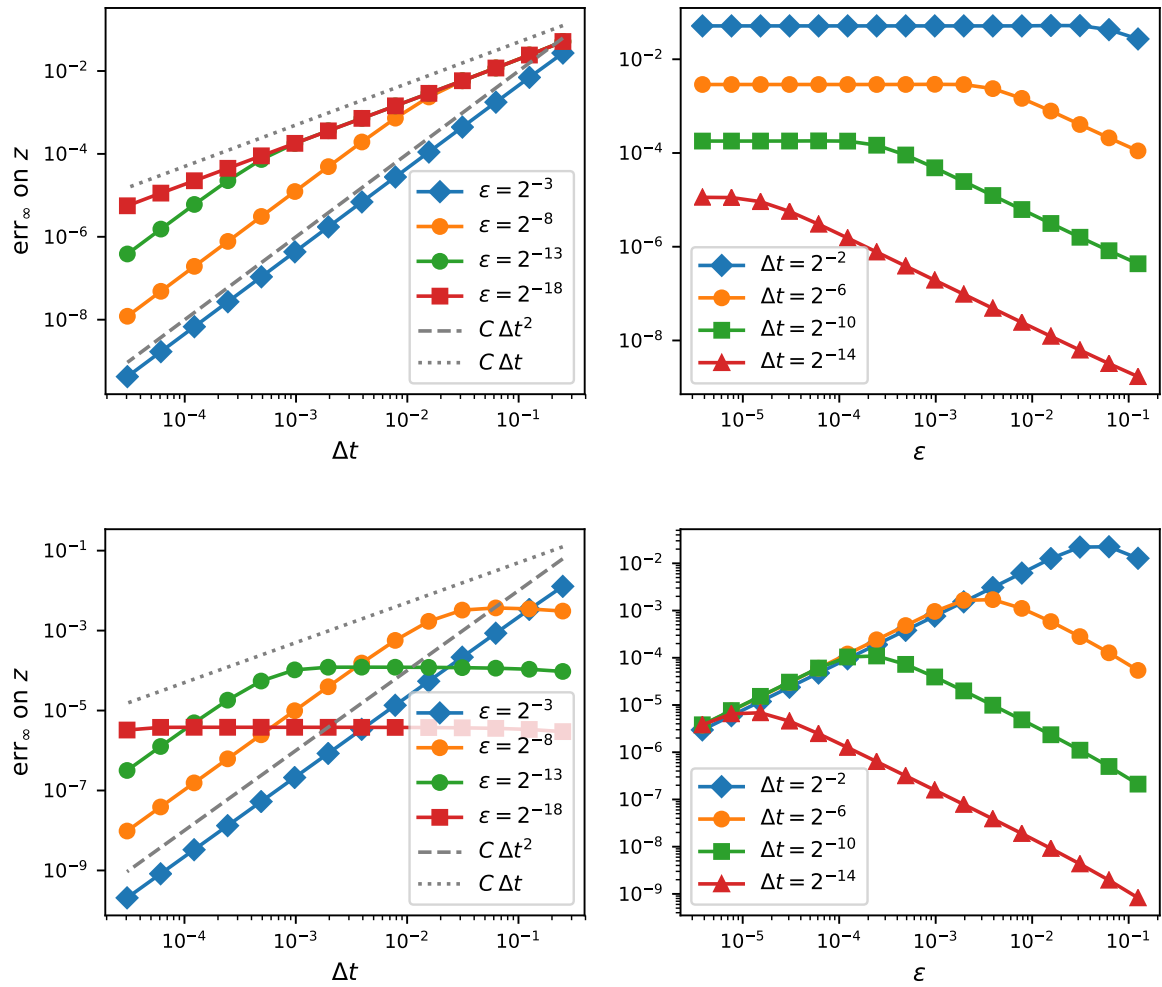 10⁻²
10⁻⁴
10⁻⁶
10⁻⁸
err∞ on z
10⁻⁴
10⁻³
10⁻²
10⁻¹
Δt
ε = 2⁻³
ε = 2⁻⁸
ε = 2⁻¹³
ε = 2⁻¹⁸
C Δt²
C Δt
10⁻²
10⁻⁴
10⁻⁶
10⁻⁸
10⁻⁵
10⁻⁴
10⁻³
10⁻²
10⁻¹
ε
Δt = 2⁻²
Δt = 2⁻⁶
Δt = 2⁻¹⁰
Δt = 2⁻¹⁴
10⁻¹
10⁻³
10⁻⁵
10⁻⁷
10⁻⁹
err∞ on z
10⁻⁴
10⁻³
10⁻²
10⁻¹
Δt
ε = 2⁻³
ε = 2⁻⁸
ε = 2⁻¹³
ε = 2⁻¹⁸
C Δt²
C Δt
10⁻²
10⁻³
10⁻⁴
10⁻⁵
10⁻⁶
10⁻⁷
10⁻⁸
10⁻⁹
10⁻⁵
10⁻⁴
10⁻³
10⁻²
10⁻¹
ε
Δt = 2⁻²
Δt = 2⁻⁶
Δt = 2⁻¹⁰
Δt = 2⁻¹⁴